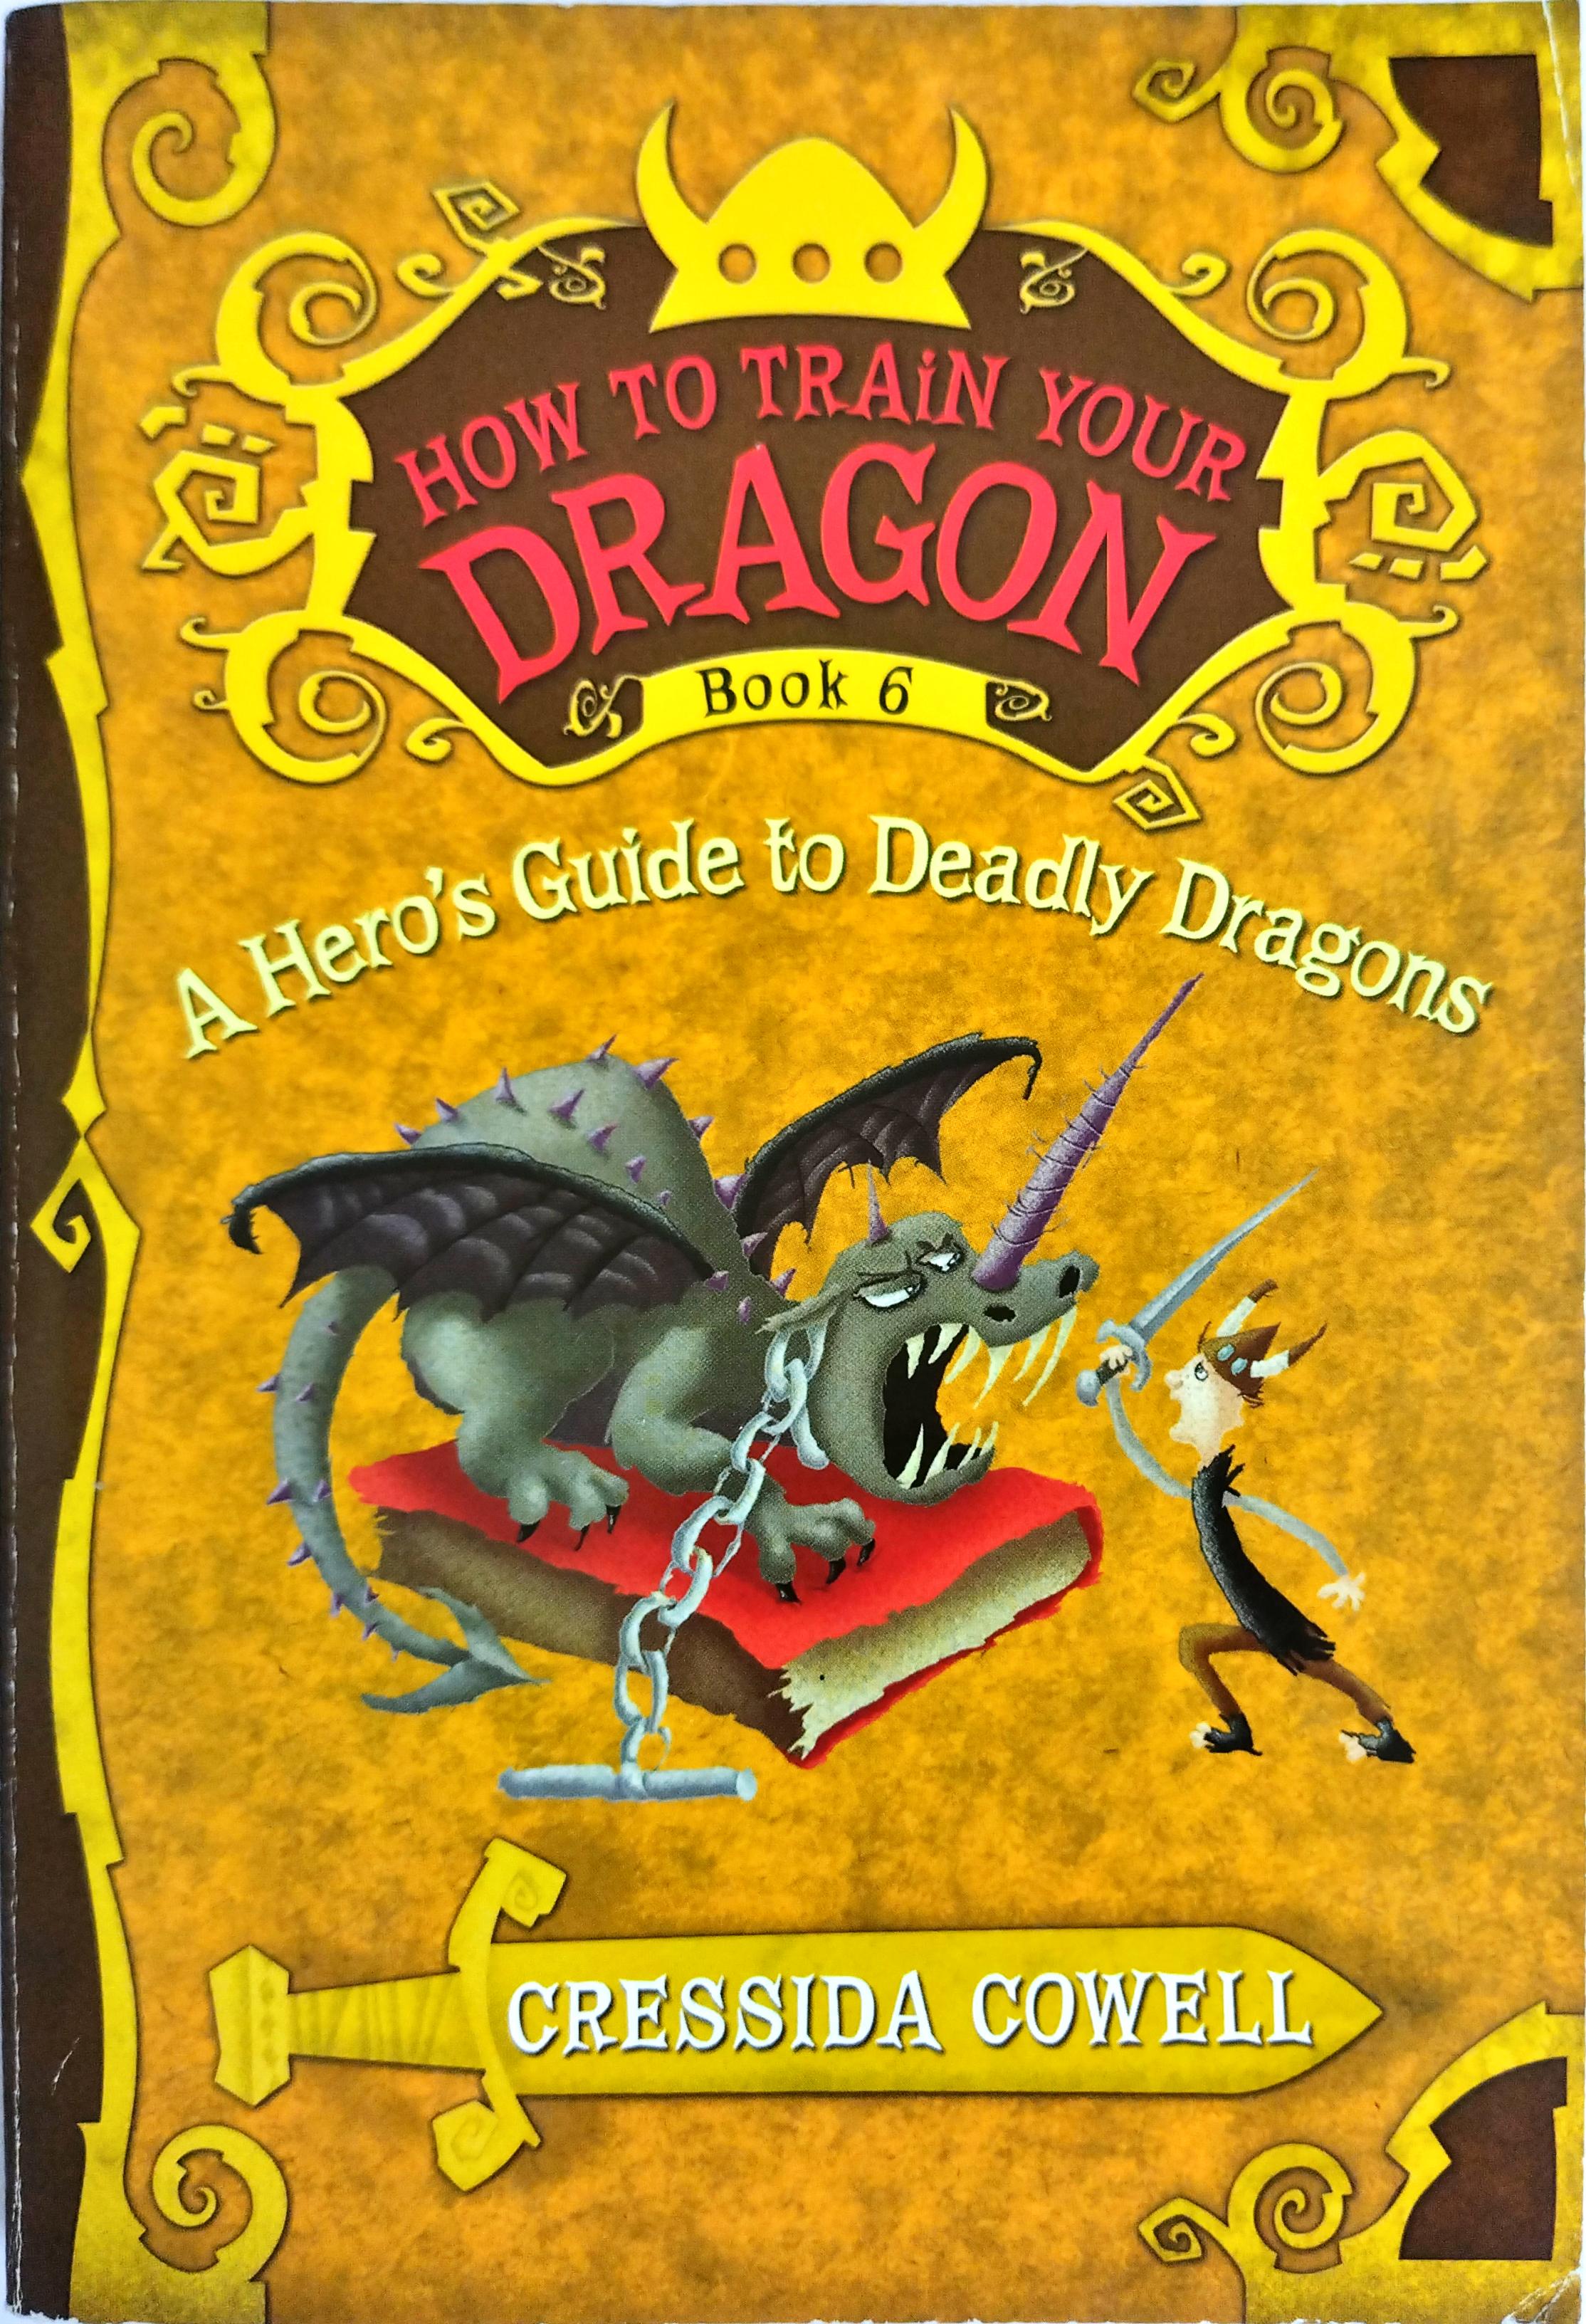 HOW TO TRAiN YOUR
DRAGON
Book 6
A Hero's Guide to Deadly Dragons
CRESSIDA COWELL